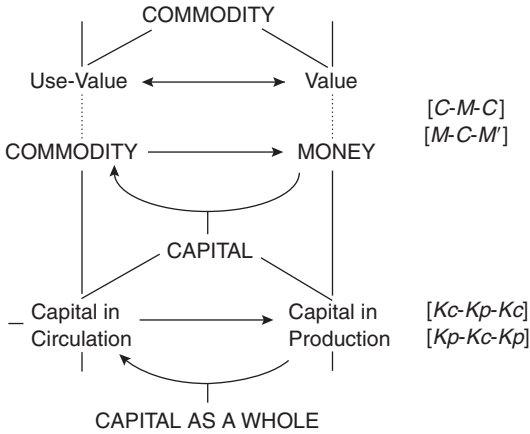 COMMODITY
Use-Value
Value
[C-M-C]
[M-C-M']
COMMODITY
MONEY
CAPITAL
Capital in
Circulation
Capital in
Production
[Kc-Kp-Kc]
[Kp-Kc-Kp]
CAPITAL AS A WHOLE